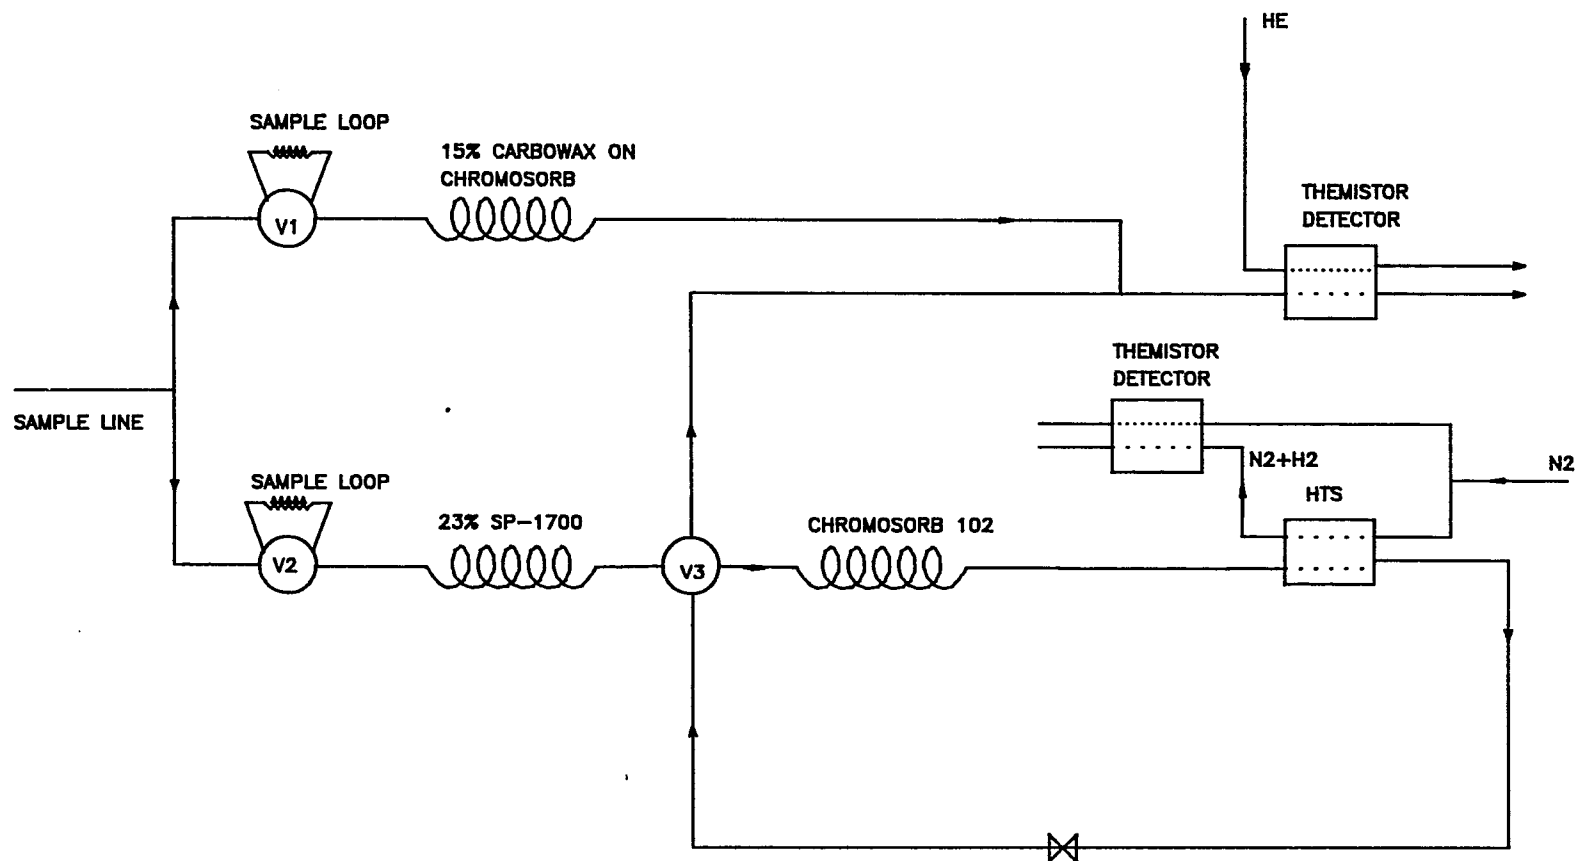 HE
SAMPLE LOOP
15% CARBOWAX ON
CHROMOSORB
V1
THEMISTOR
DETECTOR
THEMISTOR
DETECTOR
SAMPLE LINE
SAMPLE LOOP
N2+H2
N2
HTS
23% SP-1700
CHROMOSORB 102
V2
V3